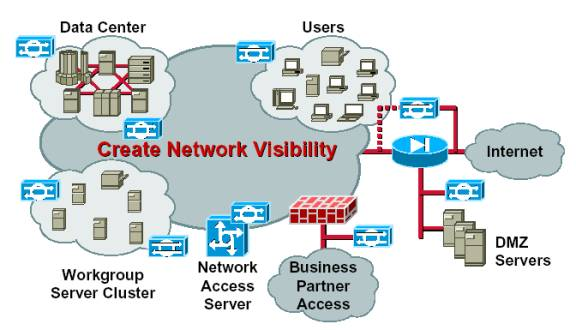 Data Center
Users
Create Network Visibility
Internet
Workgroup
Server Cluster
Network
Access
Server
Business
Partner
Access
DMZ
Servers